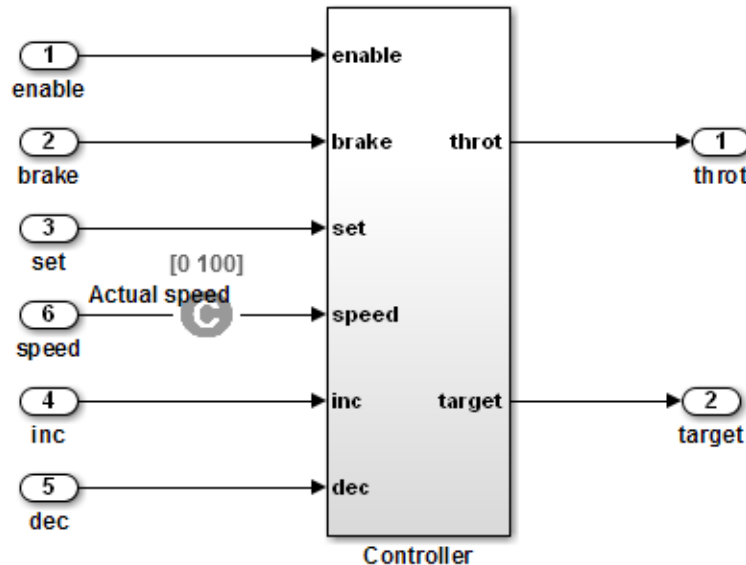 1
enable
enable
2
brake
brake
throt
1
throt
3
set
set
[0 100]
Actual speed
6
speed
C
speed
4
inc
inc
target
2
target
5
dec
dec
Controller